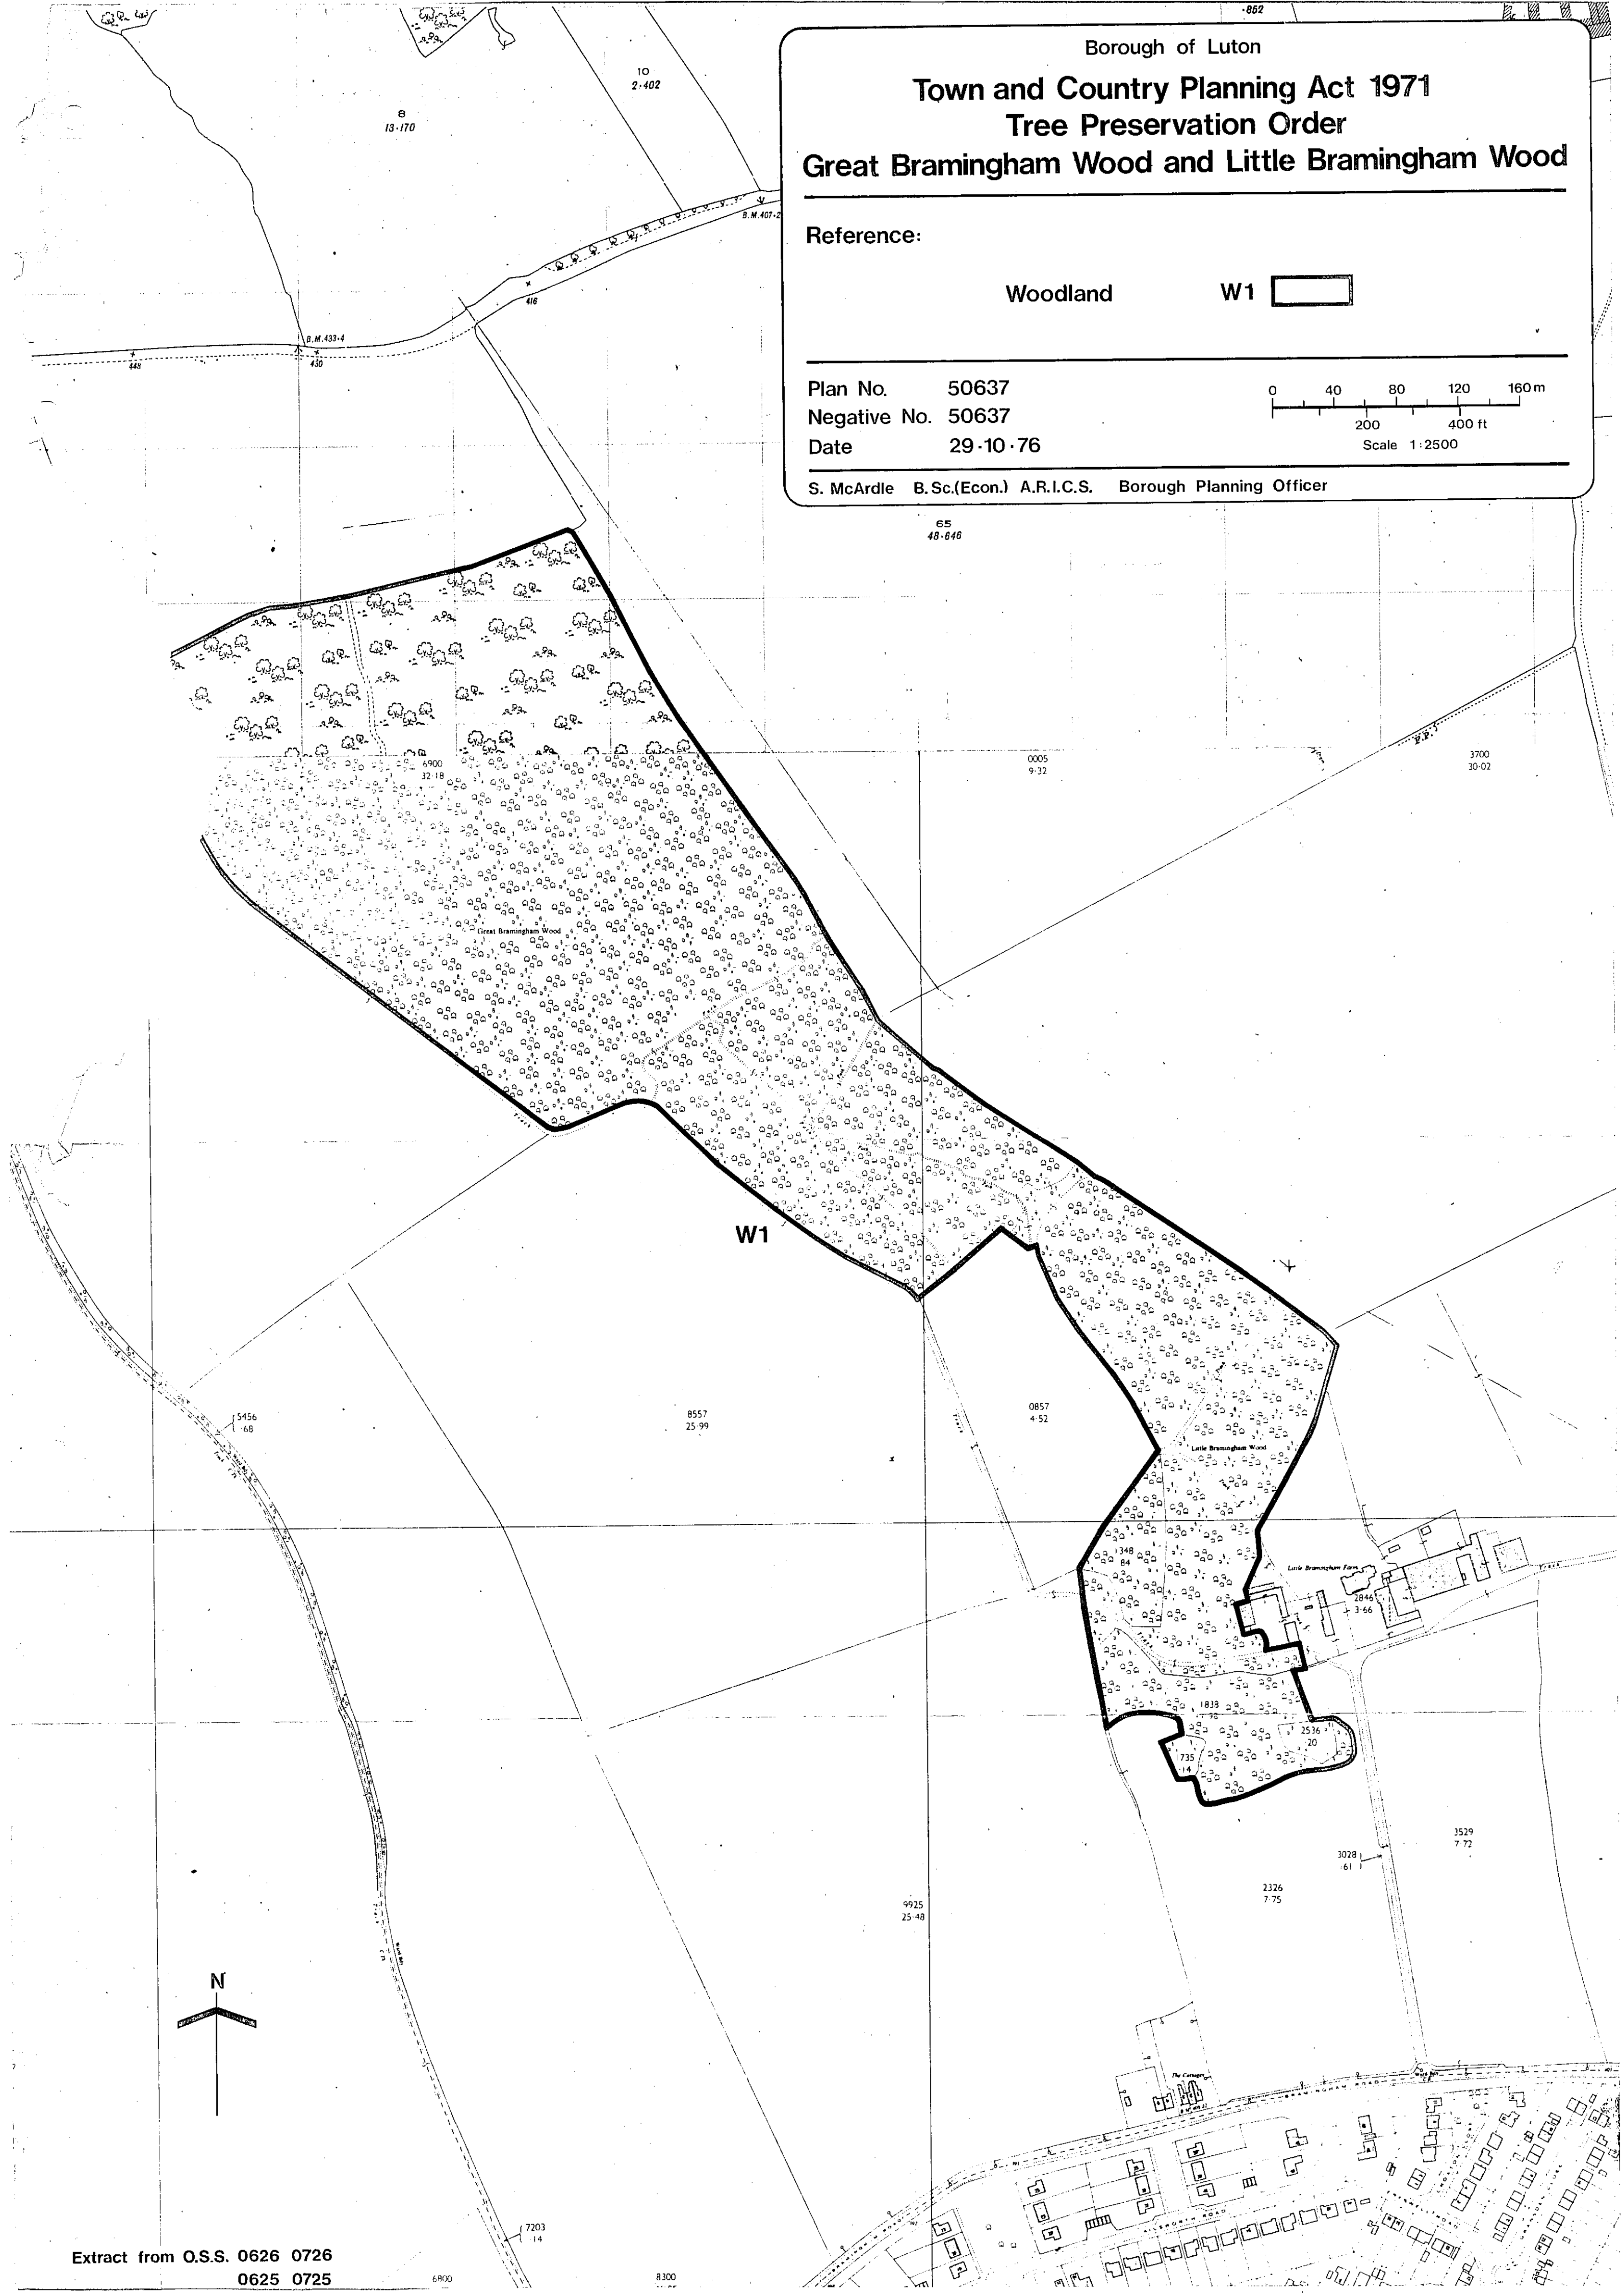 ·862
Borough of Luton
Town and Country Planning Act 1971
Tree Preservation Order
Great Bramingham Wood and Little Bramingham Wood
Reference:
Woodland W1
Plan No. 50637
Negative No. 50637
Date 29·10·76
0 40 80 120 160 m
200 400 ft
Scale 1:2500
S. McArdle B.Sc.(Econ.) A.R.I.C.S. Borough Planning Officer
10
2·402
8
13·170
B.M.407·2
416
B.M.433·4
448
430
65
48·646
6900
32·18
0005
9·32
F.P.
3700
30·02
Great Bramingham Wood
W1
5456
·68
8557
25·99
0857
4·52
Little Bramingham Wood
1348
·84
Little Bramingham Farm
2846
3·66
1838
2536
·20
1735
·14
3529
7·72
3028
·61
2326
7·75
9925
25·48
N
The Cottages
7203
·14
Extract from O.S.S. 0626 0726
0625 0725
6800
8300